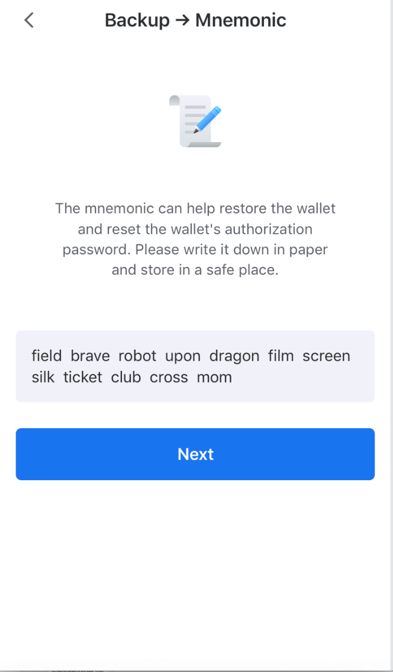 Backup → Mnemonic
The mnemonic can help restore the wallet
and reset the wallet's authorization
password. Please write it down in paper
and store in a safe place.
field brave robot upon dragon film screen
silk ticket club cross mom
Next